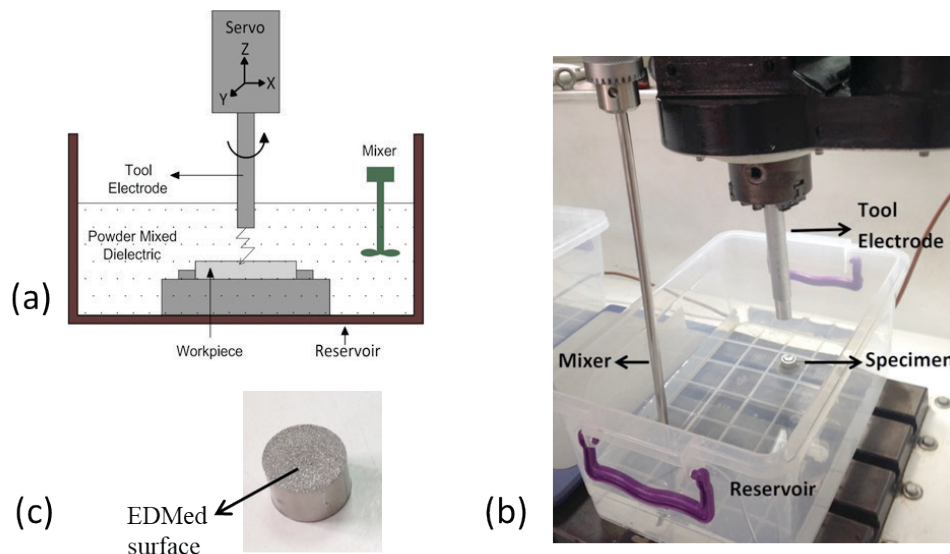 Servo
Z
X
Y
Mixer
Tool
Electrode
Powder Mixed
Dielectric
(a)
Workpiece
Reservoir
(c)
EDMed
surface
Tool
Electrode
Mixer
Specimen
Reservoir
(b)